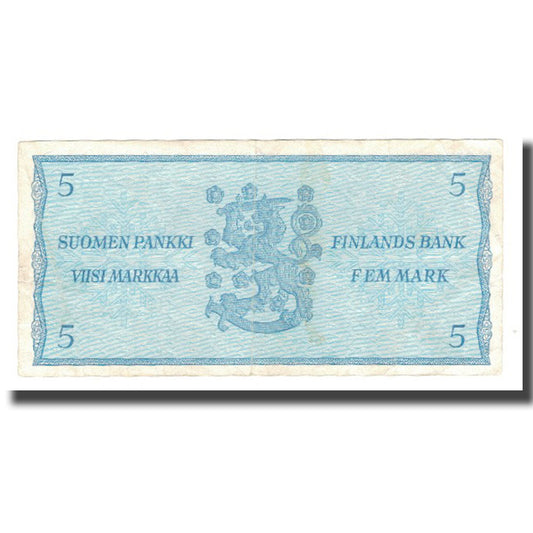 5 5
SUOMEN PANKKI FINLANDS BANK
VIISI MARKKAA FEM MARK
5 5